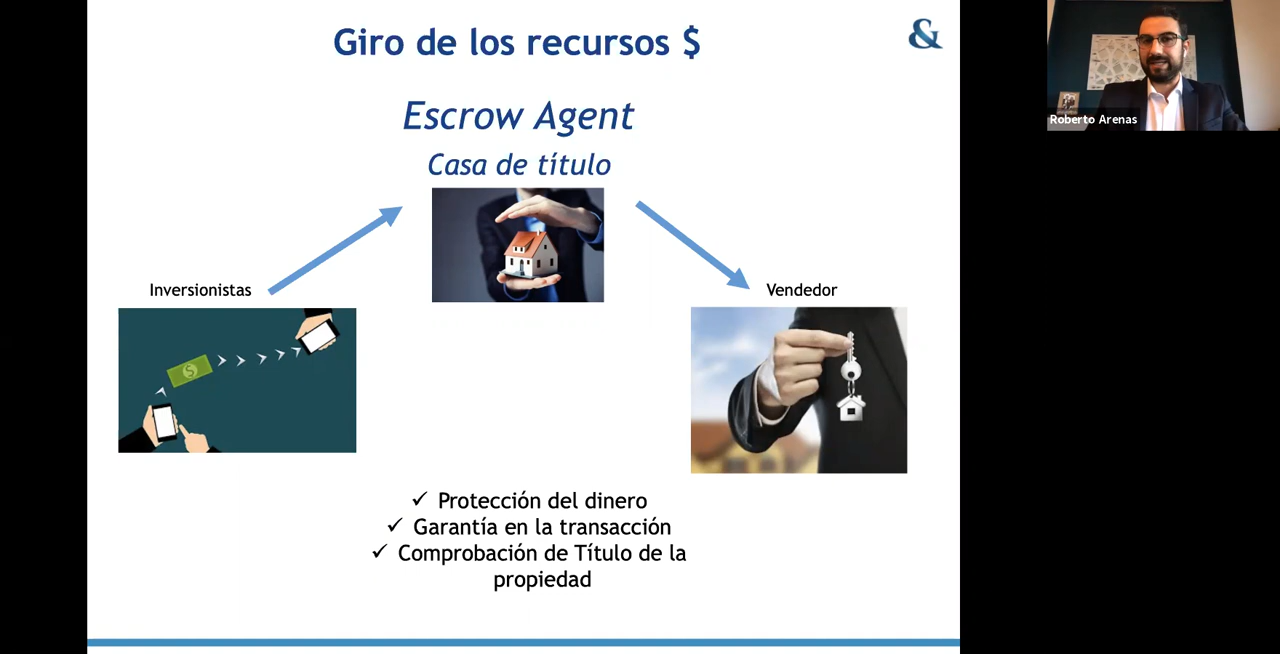 Giro de los recursos $
&
Escrow Agent
Casa de título
Inversionistas
Vendedor
$
✓ Protección del dinero
✓ Garantía en la transacción
✓ Comprobación de Título de la
propiedad
Roberto Arenas